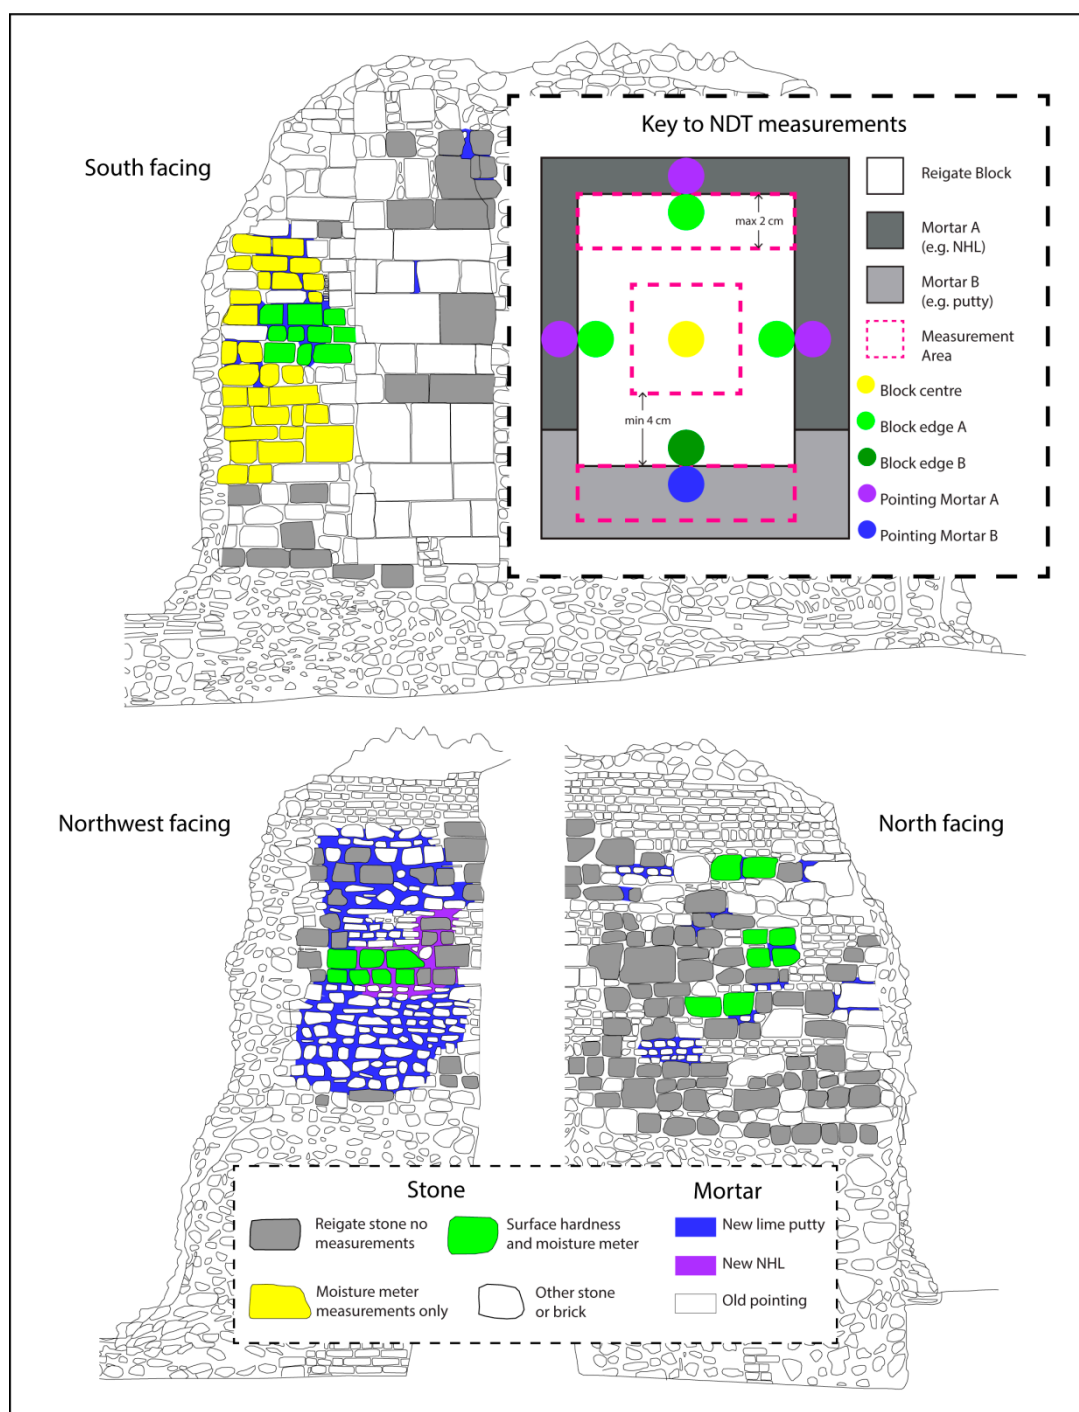 South facing
Key to NDT measurements
max 2 cm
min 4 cm
Reigate Block
Mortar A
(e.g. NHL)
Mortar B
(e.g. putty)
Measurement
Area
Block centre
Block edge A
Block edge B
Pointing Mortar A
Pointing Mortar B
Northwest facing
North facing
Stone
Reigate stone no
measurements
Surface hardness
and moisture meter
Moisture meter
measurements only
Other stone
or brick
Mortar
New lime putty
New NHL
Old pointing